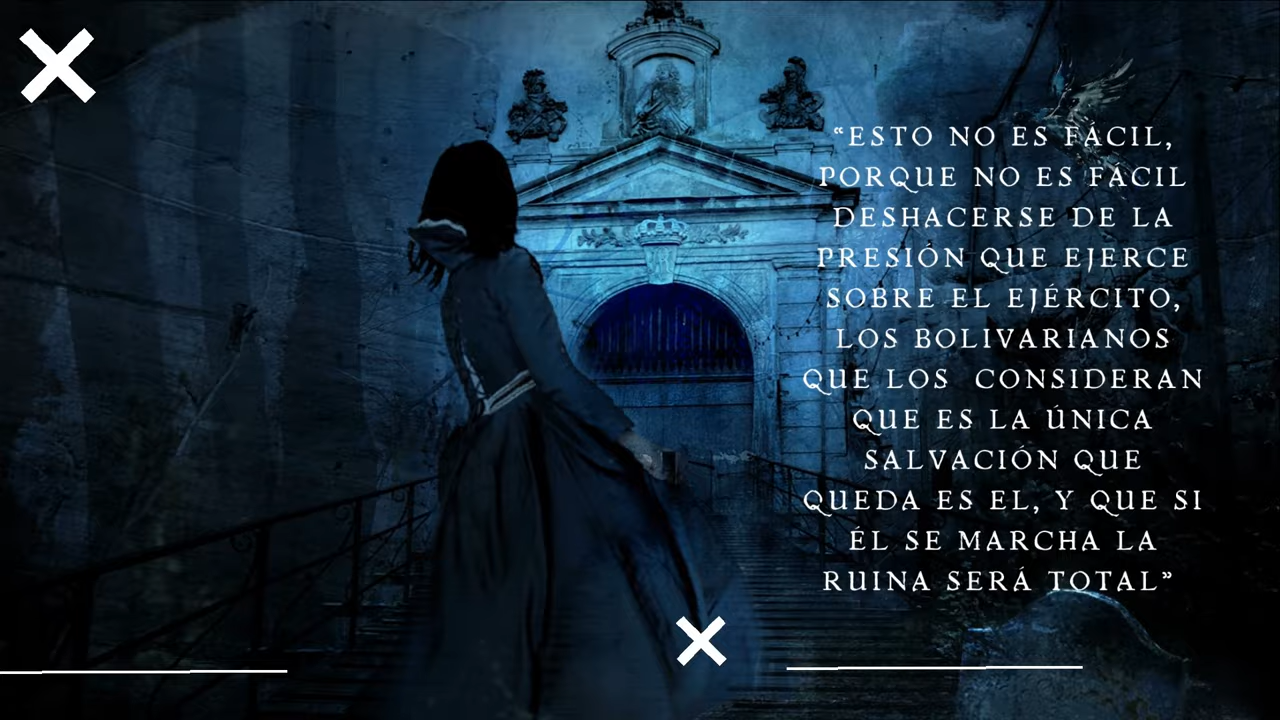 “ESTO NO ES FÁCIL,
PORQUE NO ES FÁCIL
DESHACERSE DE LA
PRESIÓN QUE EJERCE
SOBRE EL EJÉRCITO,
LOS BOLIVARIANOS
QUE LOS CONSIDERAN
QUE ES LA ÚNICA
SALVACIÓN QUE
QUEDA ES EL, Y QUE SI
ÉL SE MARCHA LA
RUINA SERÁ TOTAL”